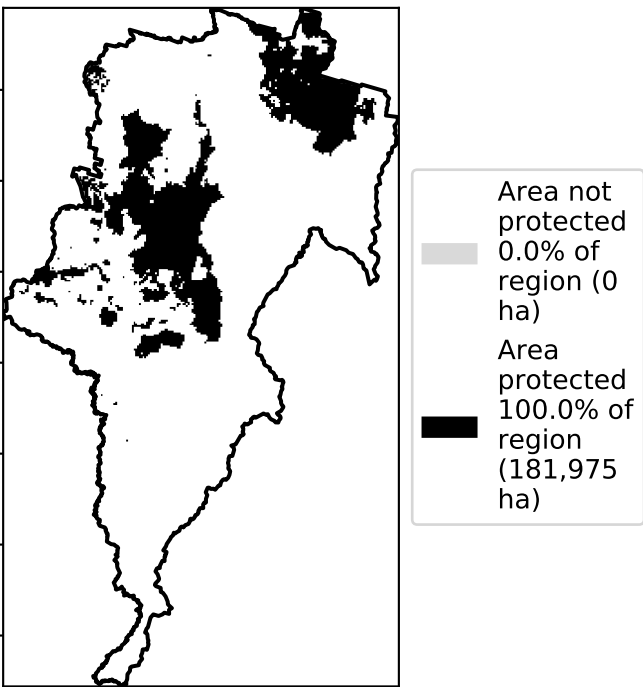 Area not
protected
0.0% of
region (0
ha)
Area
protected
100.0% of
region
(181,975
ha)